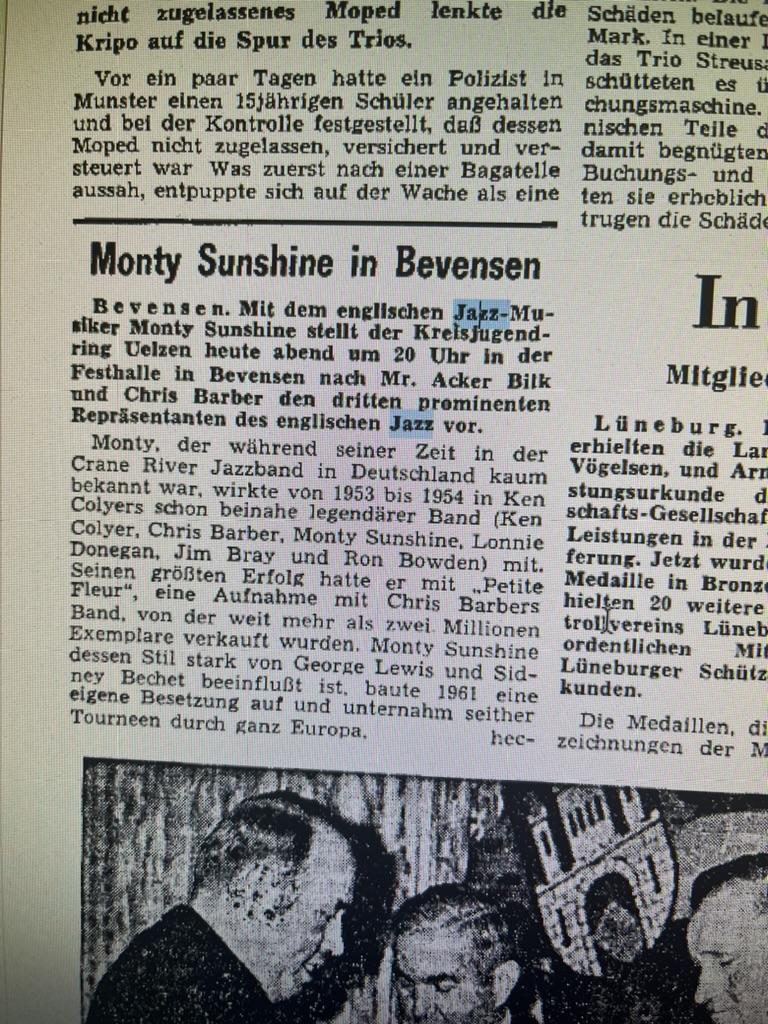 nicht zugelassenes Moped lenkte die
Kripo auf die Spur des Trios.
Vor ein paar Tagen hatte ein Polizist in
Munster einen 15jährigen Schüler angehalten
und bei der Kontrolle festgestellt, daß dessen
Moped nicht zugelassen, versichert und ver-
steuert war Was zuerst nach einer Bagatelle
aussah, entpuppte sich auf der Wache als eine
Monty Sunshine in Bevensen
Bevensen. Mit dem englischen Jazz-Mu-
siker Monty Sunshine stellt der Kreisjugend-
ring Uelzen heute abend um 20 Uhr in der
Festhalle in Bevensen nach Mr. Acker Bilk
und Chris Barber den dritten prominenten
Repräsentanten des englischen Jazz vor.
Monty, der während seiner Zeit in der
Crane River Jazzband in Deutschland kaum
bekannt war, wirkte von 1953 bis 1954 in Ken
Colyers schon beinahe legendärer Band (Ken
Colyer, Chris Barber, Monty Sunshine, Lonnie
Donegan, Jim Bray und Ron Bowden) mit.
Seinen größten Erfolg hatte er mit „Petite
Fleur“, eine Aufnahme mit Chris Barbers
Band, von der weit mehr als zwei Millionen
Exemplare verkauft wurden. Monty Sunshine
dessen Stil stark von George Lewis und Sid-
ney Bechet beeinflußt ist, baute 1961 eine
eigene Besetzung auf und unternahm seither
Tourneen durch ganz Europa. hec-
Schäden belaufe
Mark. In einer
das Trio Streus
schütteten es ü
chungsmaschine.
nischen Teile d
damit begnügten
Buchungs- und
ten sie erheblich
trugen die Schäd
In
Mitglie
Lüneburg.
erhielten die La
Vögelsen, und Ar
stungsurkunde d
schafts-Gesellschaf
Leistungen in der
ferung. Jetzt wurd
Medaille in Bronz
hielten 20 weitere
trollvereins Lüneb
ordentlichen Mit
Lüneburger Schütz
kunden.
Die Medaillen, di
zeichnungen der M